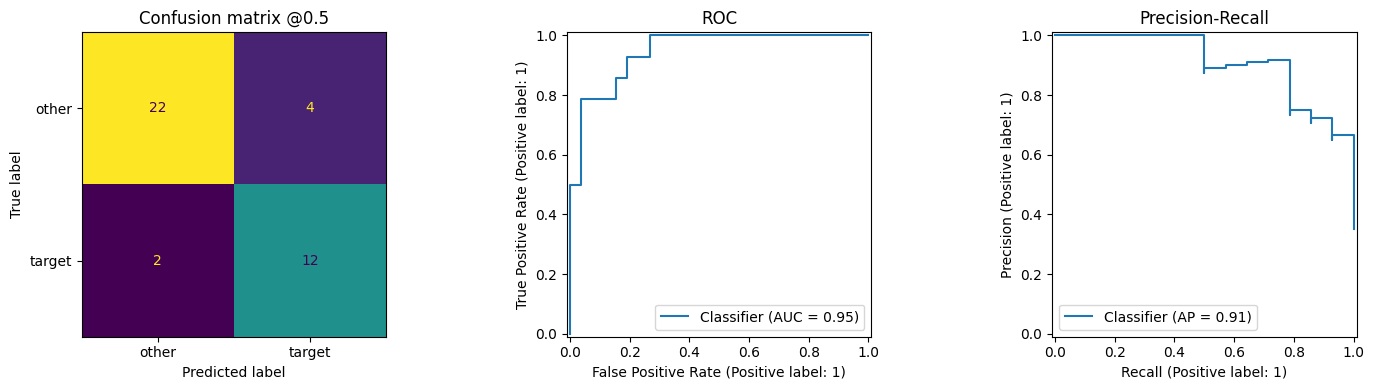 Confusion matrix @0.5
other
22
4
True label
target
2
12
other
target
Predicted label
ROC
1.0
0.8
0.6
0.4
0.2
0.0
True Positive Rate (Positive label: 1)
Classifier (AUC = 0.95)
0.0 0.2 0.4 0.6 0.8 1.0
False Positive Rate (Positive label: 1)
Precision-Recall
1.0
0.8
0.6
0.4
0.2
0.0
Precision (Positive label: 1)
Classifier (AP = 0.91)
0.0 0.2 0.4 0.6 0.8 1.0
Recall (Positive label: 1)